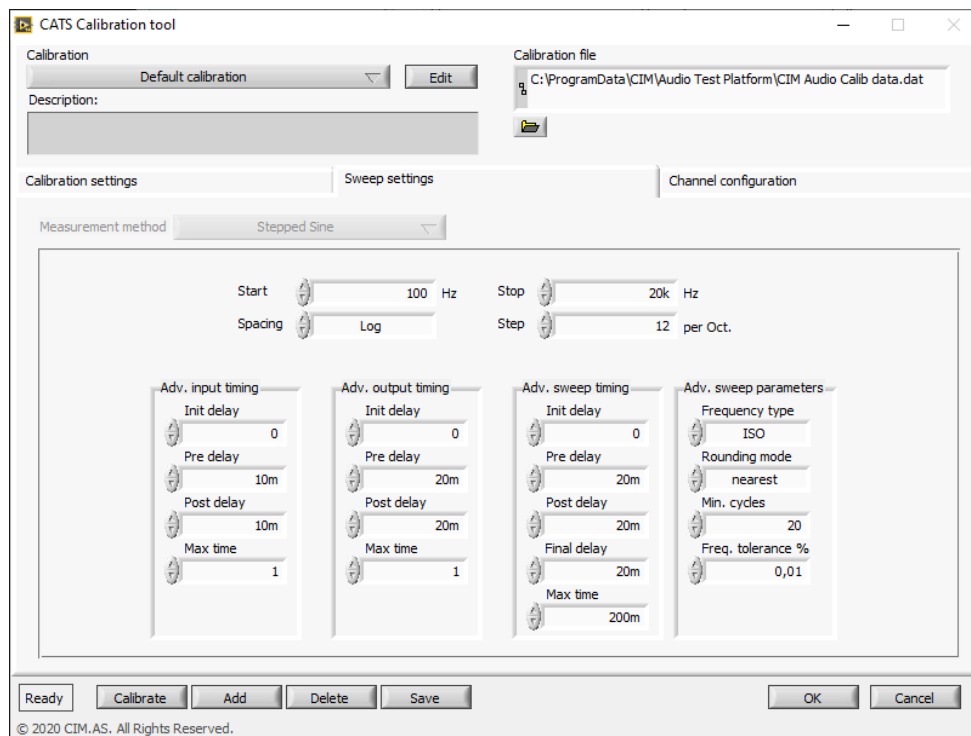 CATS Calibration tool
Calibration
Calibration file
Default calibration
Edit
C:\ProgramData\CIM\Audio Test Platform\CIM Audio Calib data.dat
Description:
Calibration settings
Sweep settings
Channel configuration
Measurement method
Stepped Sine
Start 100 Hz
Stop 20k Hz
Spacing Log
Step 12 per Oct.
Adv. input timing
Init delay
0
Pre delay
10m
Post delay
10m
Max time
1
Adv. output timing
Init delay
0
Pre delay
20m
Post delay
20m
Max time
1
Adv. sweep timing
Init delay
0
Pre delay
20m
Post delay
20m
Final delay
20m
Max time
200m
Adv. sweep parameters
Frequency type
ISO
Rounding mode
nearest
Min. cycles
20
Freq. tolerance %
0,01
Ready
Calibrate
Add
Delete
Save
OK
Cancel
© 2020 CIM.AS. All Rights Reserved.